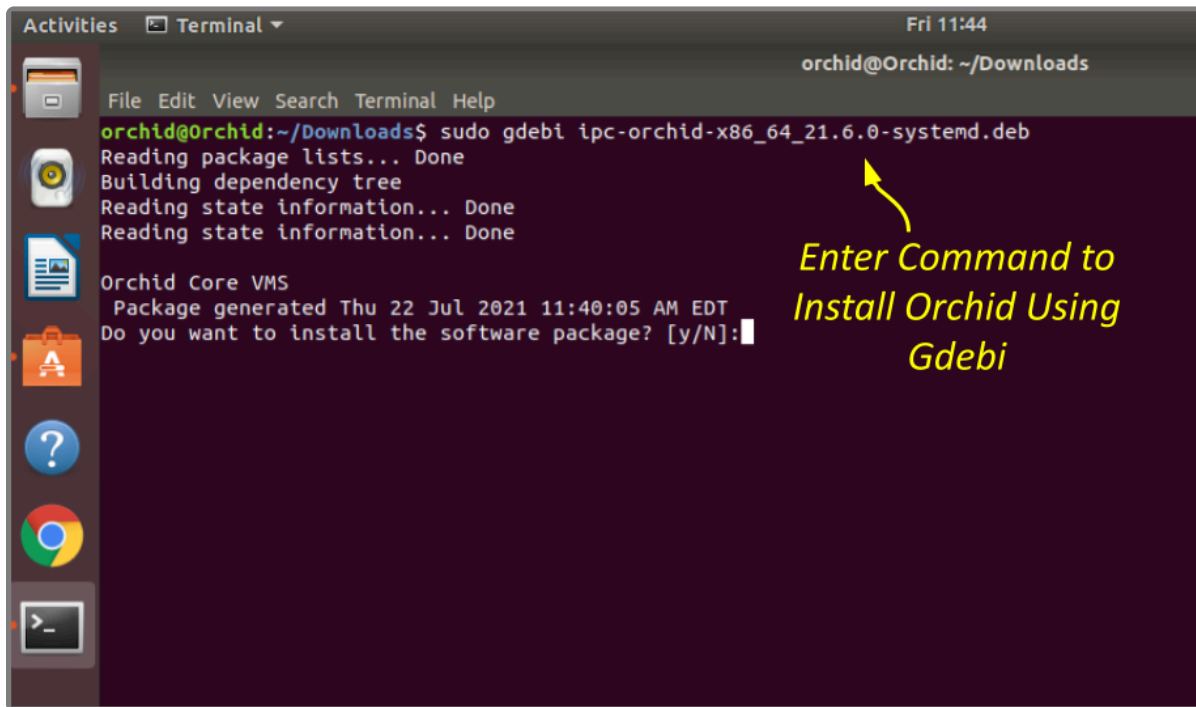 Activities Terminal Fri 11:44
orchid@Orchid: ~/Downloads
File Edit View Search Terminal Help
orchid@Orchid:~/Downloads$ sudo gdebi ipc-orchid-x86_64_21.6.0-systemd.deb
Reading package lists... Done
Building dependency tree
Reading state information... Done
Reading state information... Done
Orchid Core VMS
Package generated Thu 22 Jul 2021 11:40:05 AM EDT
Do you want to install the software package? [y/N]:
Enter Command to
Install Orchid Using
Gdebi